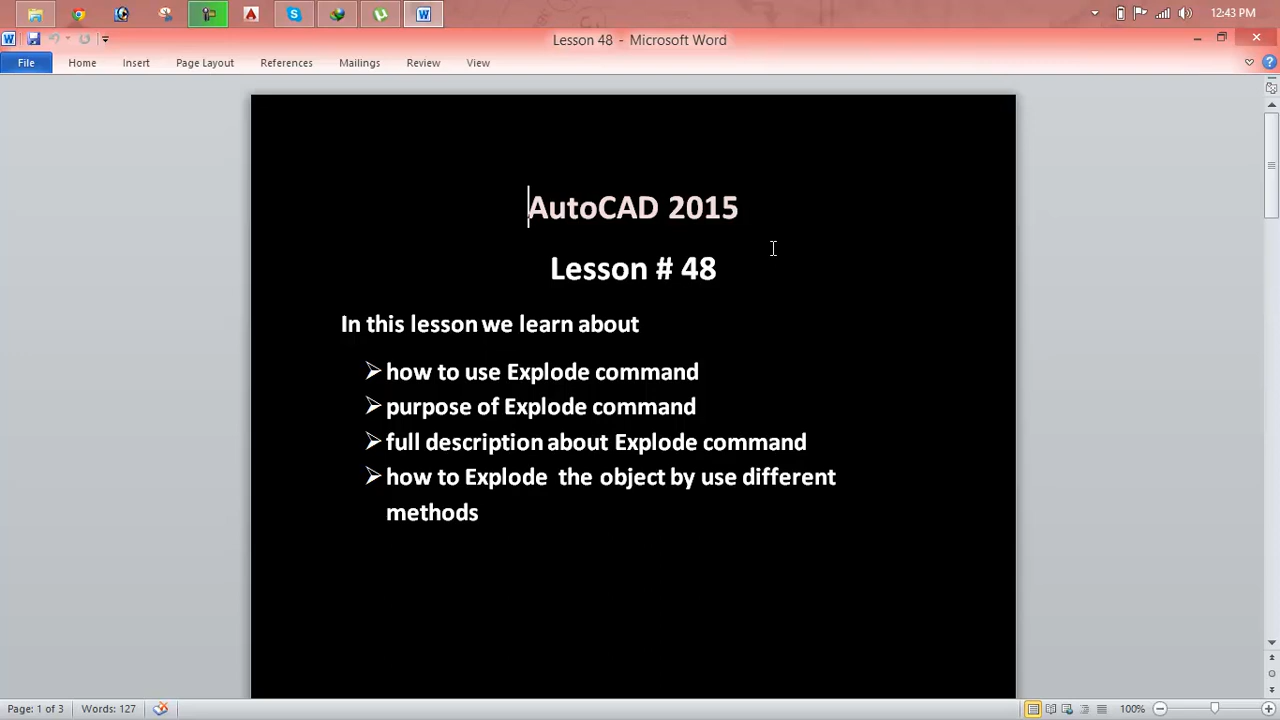 12:43 PM
Lesson 48 - Microsoft Word
File Home Insert Page Layout References Mailings Review View
AutoCAD 2015
Lesson # 48
In this lesson we learn about
how to use Explode command
purpose of Explode command
full description about Explode command
how to Explode the object by use different
methods
Page: 1 of 3 Words: 127 100%